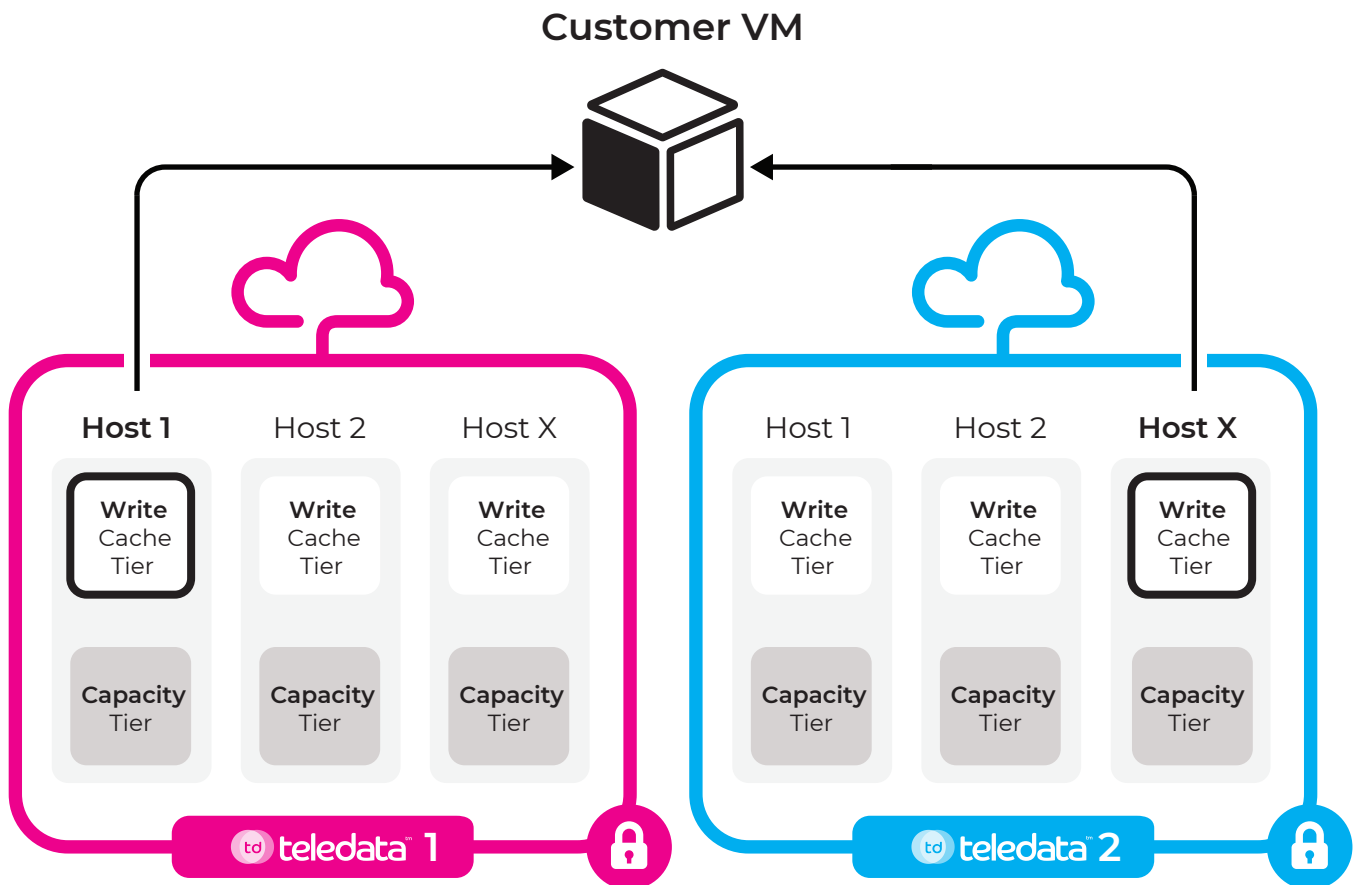 Customer VM
Host 1
Host 2
Host X
Host 1
Host 2
Host X
Write
Cache
Tier
Write
Cache
Tier
Write
Cache
Tier
Write
Cache
Tier
Write
Cache
Tier
Write
Cache
Tier
Capacity
Tier
Capacity
Tier
Capacity
Tier
Capacity
Tier
Capacity
Tier
Capacity
Tier
td teledata™ 1
td teledata™ 2